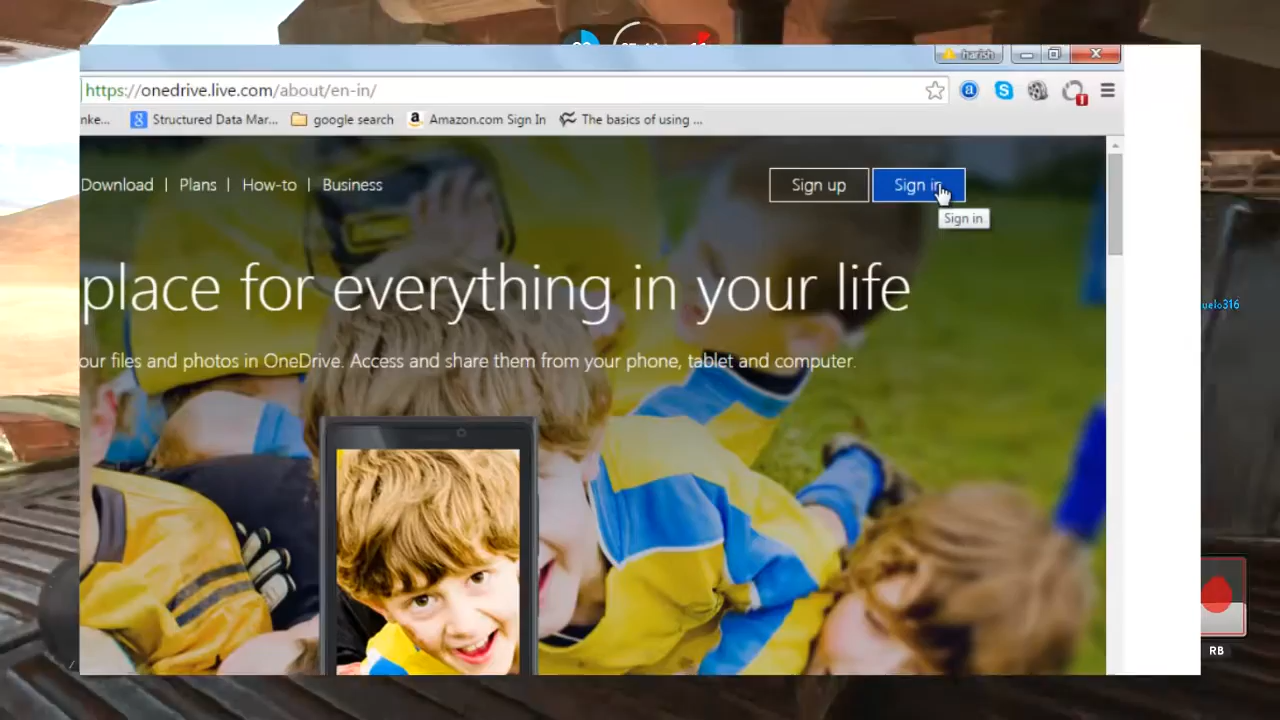 harish
https://onedrive.live.com/about/en-in/
nke... Structured Data Mar... google search Amazon.com Sign In The basics of using ...
Download | Plans | How-to | Business
Sign up Sign in
Sign in
place for everything in your life
our files and photos in OneDrive. Access and share them from your phone, tablet and computer.
uelo316
RB